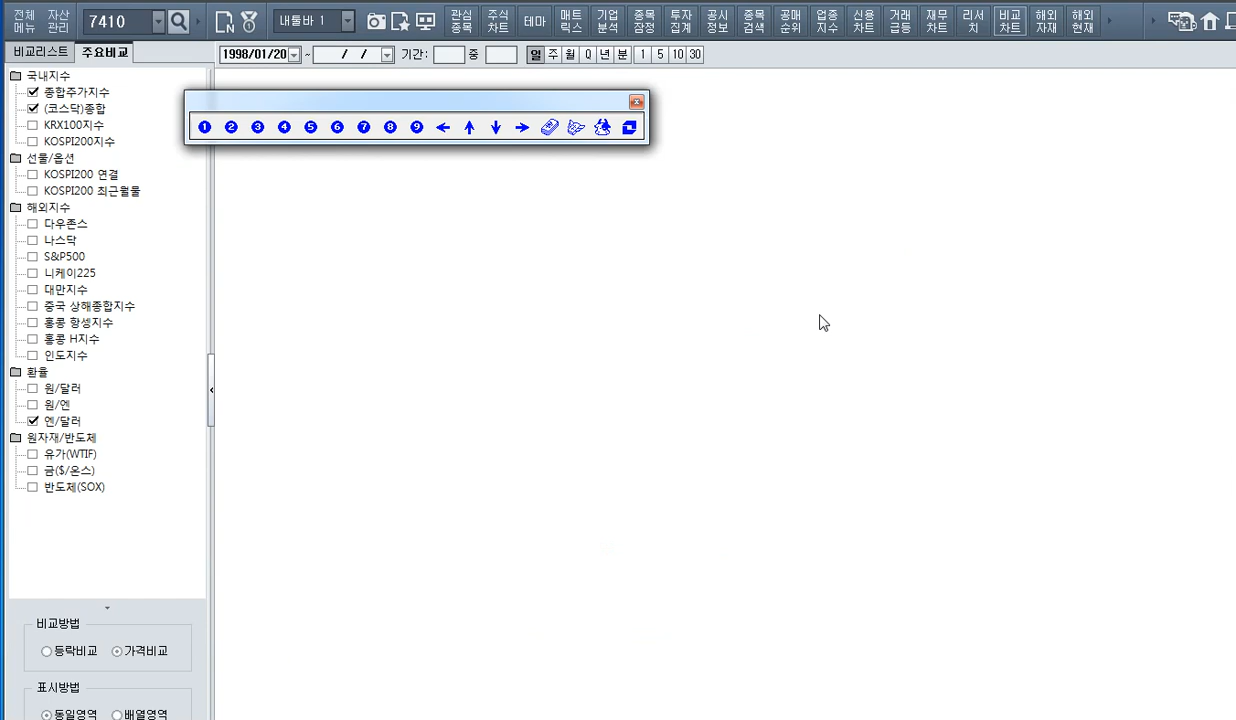 전체메뉴 자산관리 7410 N 1 내툴바1 관심종목 주식차트 테마 매트릭스 기업분석 종목잠정 투자집계 공시정보 종목검색 공매순위 업종지수 신용차트 거래급등 재무차트 리서치 비교차트 해외자재 해외현재
비교리스트 주요비교 1998/01/20 ~ / / 기간: 중 일 주 월 Q 년 분 1 5 10 30
국내지수
종합주가지수
(코스닥)종합
KRX100지수
KOSPI200지수
1 2 3 4 5 6 7 8 9
선물/옵션
KOSPI200 연결
KOSPI200 최근월물
해외지수
다우존스
나스닥
S&P500
니케이225
대만지수
중국 상해종합지수
홍콩 항셍지수
홍콩 H지수
인도지수
환율
원/달러
원/엔
엔/달러
원자재/반도체
유가(WTIF)
금($/온스)
반도체(SOX)
비교방법
등락비교 가격비교
표시방법
동일영역 배열영역